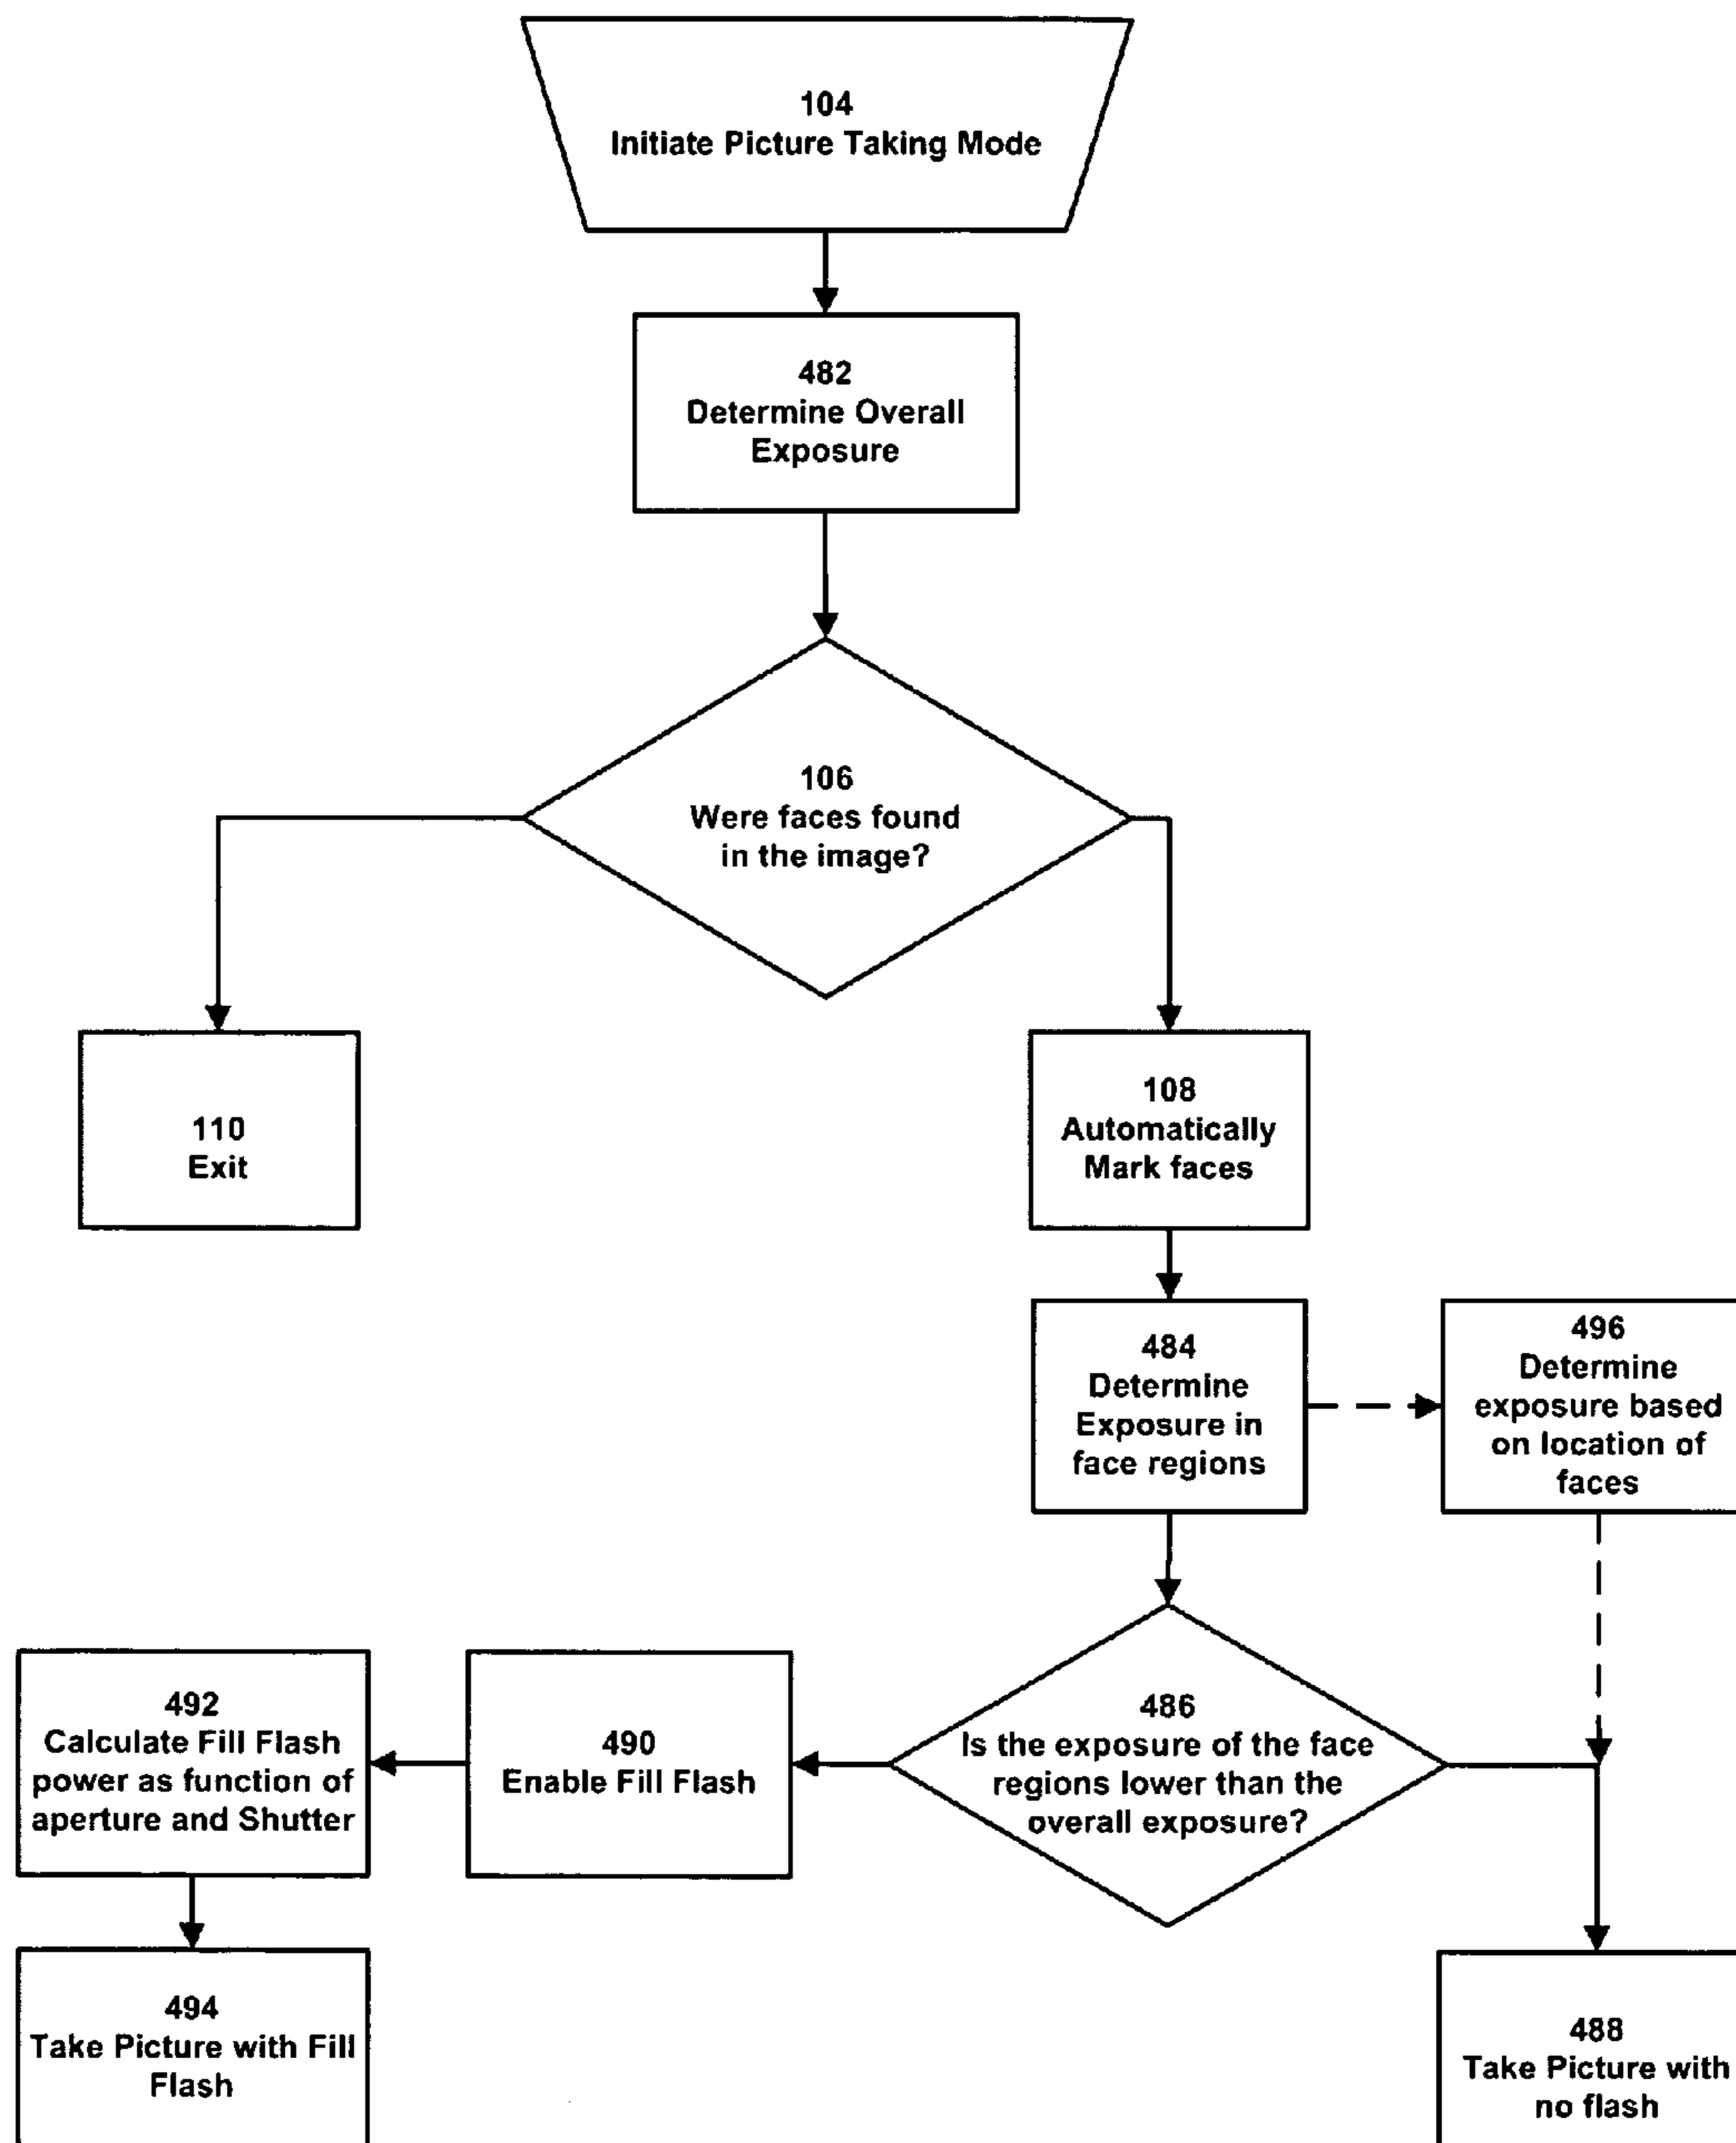 104
Initiate Picture Taking Mode
482
Determine Overall
Exposure
106
Were faces found
in the image?
110
Exit
108
Automatically
Mark faces
484
Determine
Exposure in
face regions
496
Determine
exposure based
on location of
faces
486
Is the exposure of the face
regions lower than the
overall exposure?
490
Enable Fill Flash
492
Calculate Fill Flash
power as function of
aperture and Shutter
494
Take Picture with Fill
Flash
488
Take Picture with
no flash